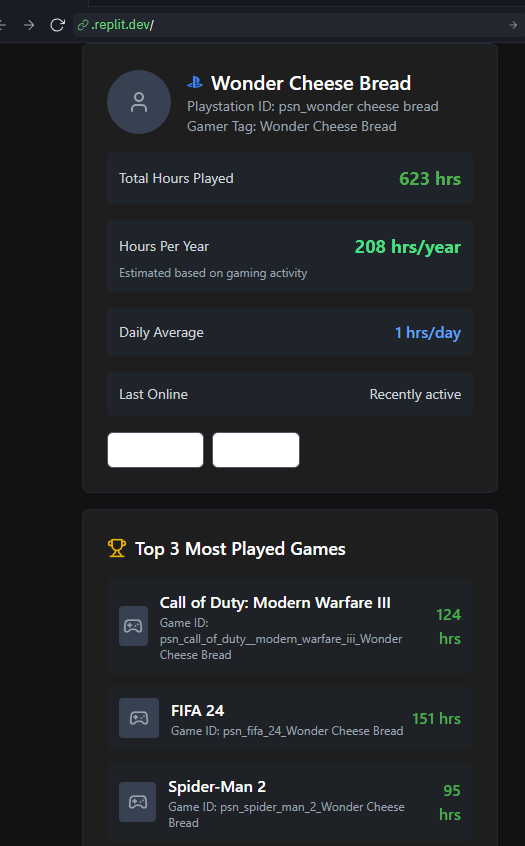 .replit.dev/
Wonder Cheese Bread
Playstation ID: psn_wonder cheese bread
Gamer Tag: Wonder Cheese Bread
Total Hours Played
623 hrs
Hours Per Year
208 hrs/year
Estimated based on gaming activity
Daily Average
1 hrs/day
Last Online
Recently active
Top 3 Most Played Games
Call of Duty: Modern Warfare III
Game ID:
psn_call_of_duty__modern_warfare_iii_Wonder
Cheese Bread
124
hrs
FIFA 24
Game ID: psn_fifa_24_Wonder Cheese Bread
151 hrs
Spider-Man 2
Game ID: psn_spider_man_2_Wonder Cheese
Bread
95
hrs